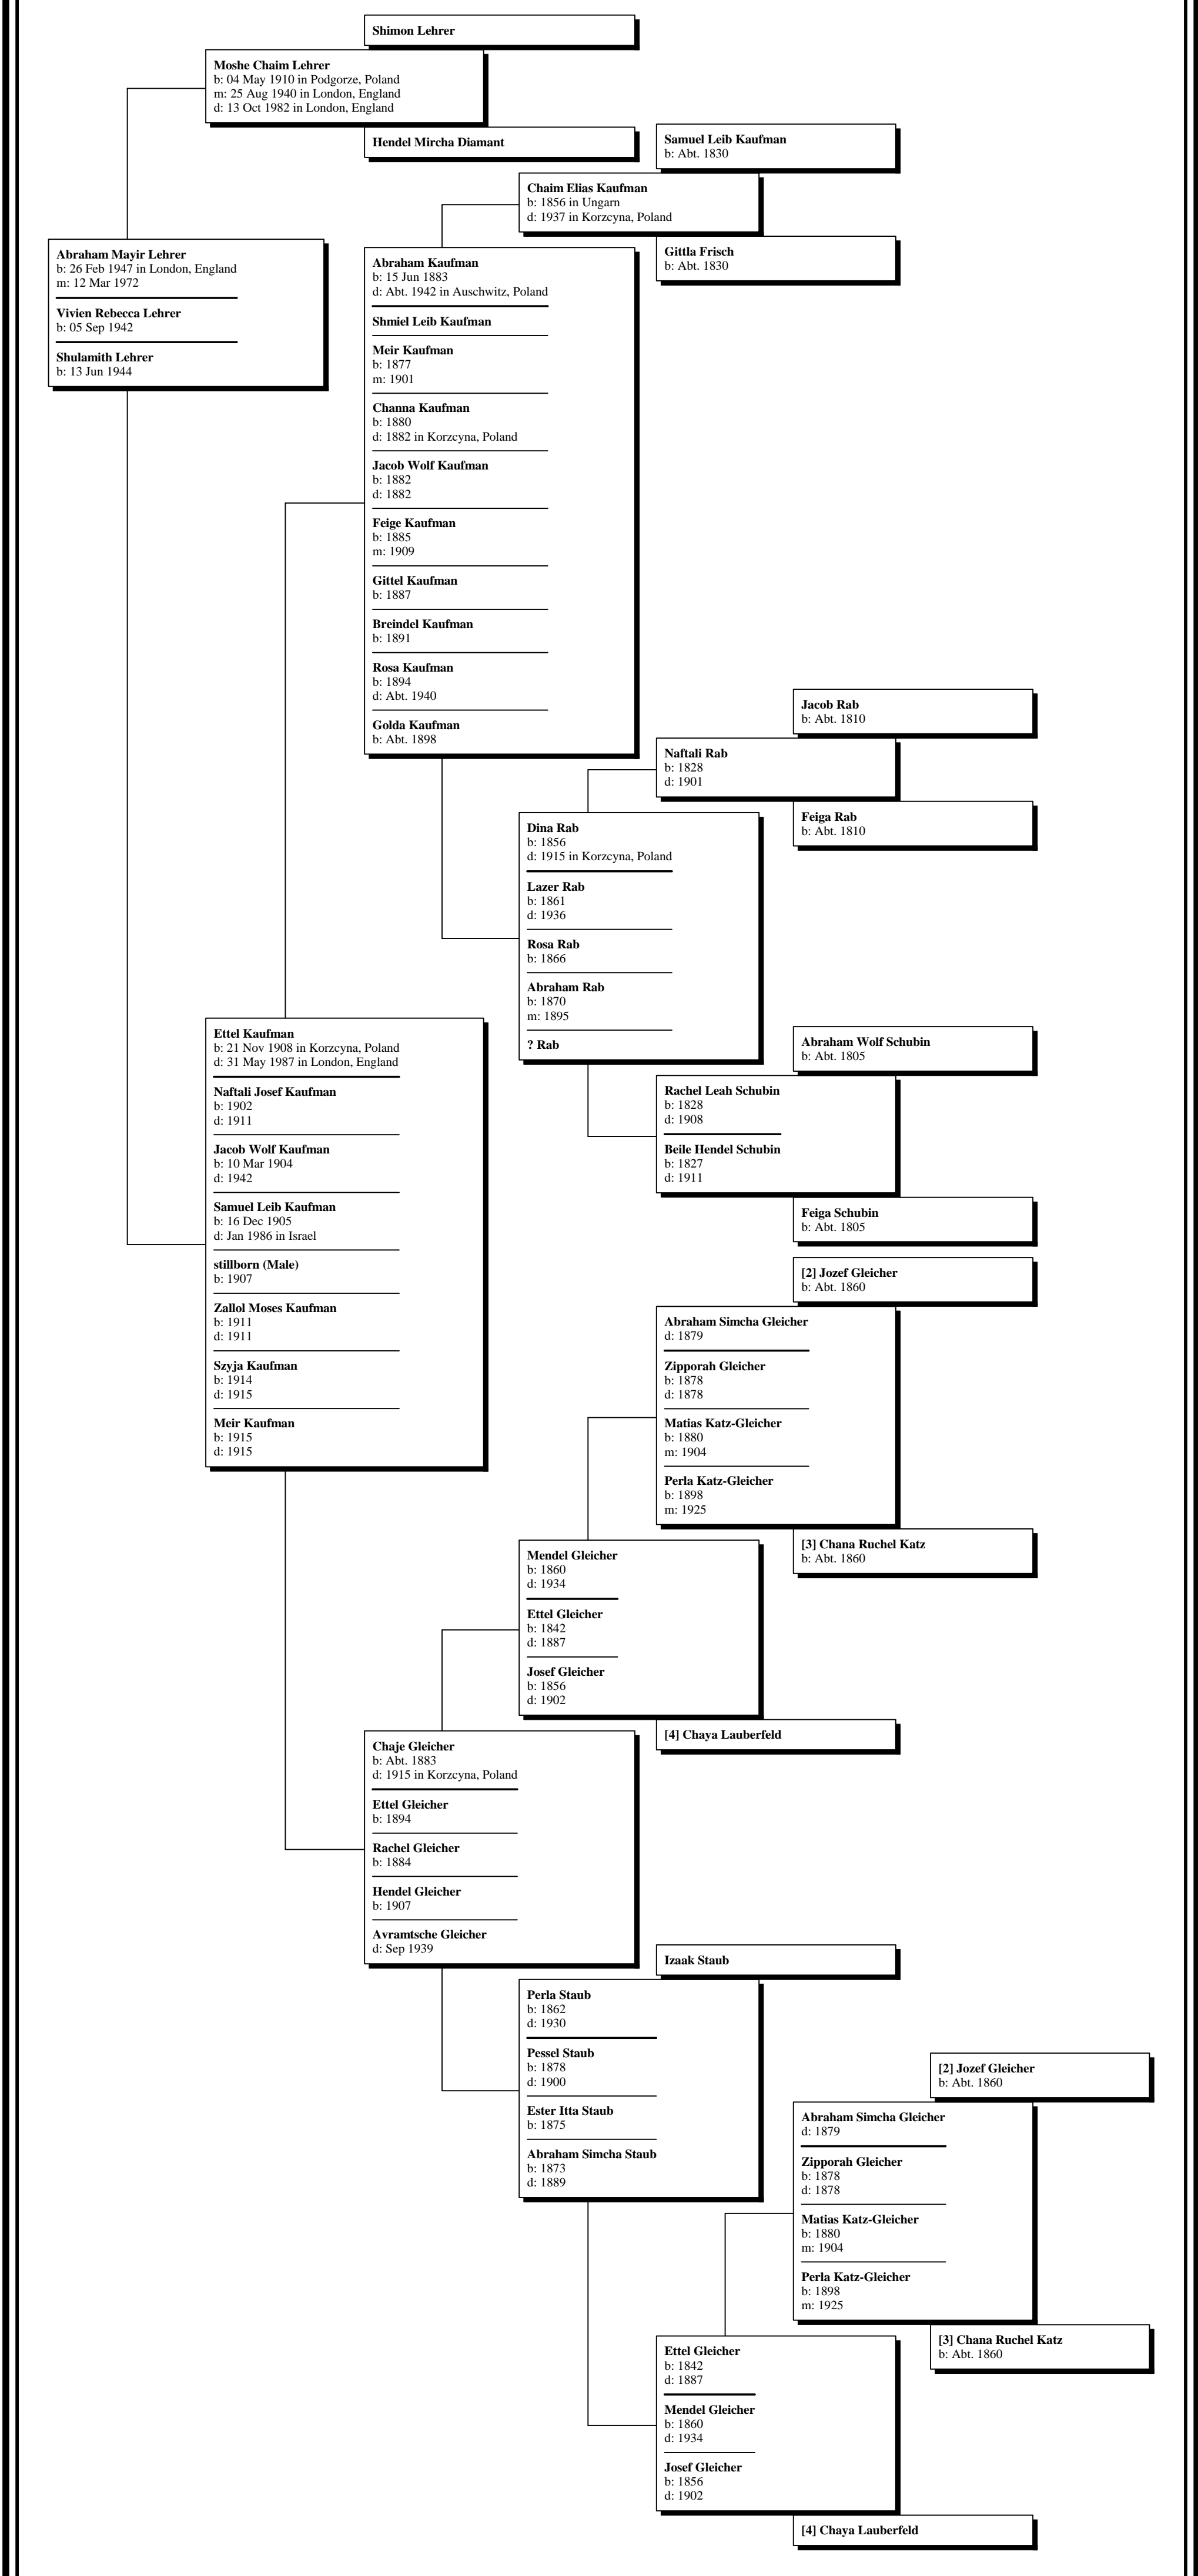 Shimon Lehrer
Moshe Chaim Lehrer
b: 04 May 1910 in Podgorze, Poland
m: 25 Aug 1940 in London, England
d: 13 Oct 1982 in London, England
Hendel Mircha Diamant
Samuel Leib Kaufman
b: Abt. 1830
Chaim Elias Kaufman
b: 1856 in Ungarn
d: 1937 in Korzcyna, Poland
Gittla Frisch
b: Abt. 1830
Abraham Mayir Lehrer
b: 26 Feb 1947 in London, England
m: 12 Mar 1972
Vivien Rebecca Lehrer
b: 05 Sep 1942
Shulamith Lehrer
b: 13 Jun 1944
Abraham Kaufman
b: 15 Jun 1883
d: Abt. 1942 in Auschwitz, Poland
Shmiel Leib Kaufman
Meir Kaufman
b: 1877
m: 1901
Channa Kaufman
b: 1880
d: 1882 in Korzcyna, Poland
Jacob Wolf Kaufman
b: 1882
d: 1882
Feige Kaufman
b: 1885
m: 1909
Gittel Kaufman
b: 1887
Breindel Kaufman
b: 1891
Rosa Kaufman
b: 1894
d: Abt. 1940
Golda Kaufman
b: Abt. 1898
Jacob Rab
b: Abt. 1810
Naftali Rab
b: 1828
d: 1901
Feiga Rab
b: Abt. 1810
Dina Rab
b: 1856
d: 1915 in Korzcyna, Poland
Lazer Rab
b: 1861
d: 1936
Rosa Rab
b: 1866
Abraham Rab
b: 1870
m: 1895
? Rab
Abraham Wolf Schubin
b: Abt. 1805
Rachel Leah Schubin
b: 1828
d: 1908
Beile Hendel Schubin
b: 1827
d: 1911
Feiga Schubin
b: Abt. 1805
Ettel Kaufman
b: 21 Nov 1908 in Korzcyna, Poland
d: 31 May 1987 in London, England
Naftali Josef Kaufman
b: 1902
d: 1911
Jacob Wolf Kaufman
b: 10 Mar 1904
d: 1942
Samuel Leib Kaufman
b: 16 Dec 1905
d: Jan 1986 in Israel
stillborn (Male)
b: 1907
Zallol Moses Kaufman
b: 1911
d: 1911
Szyja Kaufman
b: 1914
d: 1915
Meir Kaufman
b: 1915
d: 1915
[2] Jozef Gleicher
b: Abt. 1860
Abraham Simcha Gleicher
d: 1879
Zipporah Gleicher
b: 1878
d: 1878
Matias Katz-Gleicher
b: 1880
m: 1904
Perla Katz-Gleicher
b: 1898
m: 1925
[3] Chana Ruchel Katz
b: Abt. 1860
Mendel Gleicher
b: 1860
d: 1934
Ettel Gleicher
b: 1842
d: 1887
Josef Gleicher
b: 1856
d: 1902
[4] Chaya Lauberfeld
Chaje Gleicher
b: Abt. 1883
d: 1915 in Korzcyna, Poland
Ettel Gleicher
b: 1894
Rachel Gleicher
b: 1884
Hendel Gleicher
b: 1907
Avramtsche Gleicher
d: Sep 1939
Izaak Staub
Perla Staub
b: 1862
d: 1930
Pessel Staub
b: 1878
d: 1900
Ester Itta Staub
b: 1875
Abraham Simcha Staub
b: 1873
d: 1889
[2] Jozef Gleicher
b: Abt. 1860
Abraham Simcha Gleicher
d: 1879
Zipporah Gleicher
b: 1878
d: 1878
Matias Katz-Gleicher
b: 1880
m: 1904
Perla Katz-Gleicher
b: 1898
m: 1925
[3] Chana Ruchel Katz
b: Abt. 1860
Ettel Gleicher
b: 1842
d: 1887
Mendel Gleicher
b: 1860
d: 1934
Josef Gleicher
b: 1856
d: 1902
[4] Chaya Lauberfeld